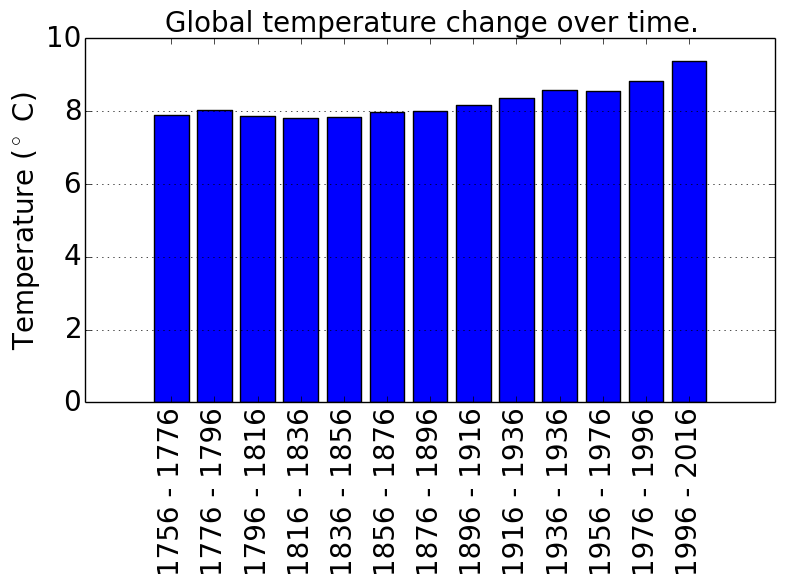 Global temperature change over time.
10
8
6
4
2
0
Temperature (° C)
1756 - 1776
1776 - 1796
1796 - 1816
1816 - 1836
1836 - 1856
1856 - 1876
1876 - 1896
1896 - 1916
1916 - 1936
1936 - 1936
1956 - 1976
1976 - 1996
1996 - 2016